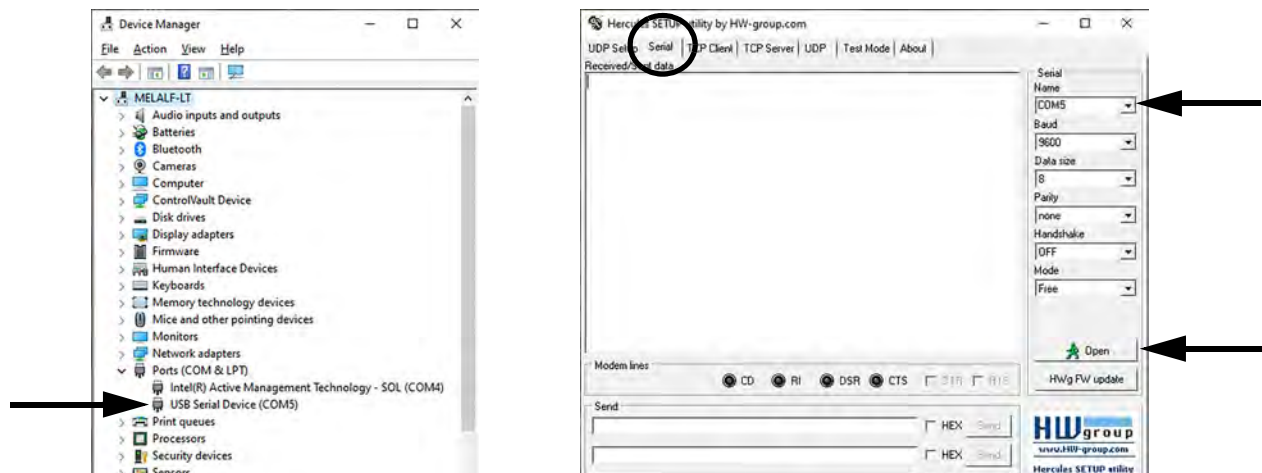 Device Manager
File Action View Help
MELALF-LT
Audio inputs and outputs
Batteries
Bluetooth
Cameras
Computer
ControlVault Device
Disk drives
Display adapters
Firmware
Human Interface Devices
Keyboards
Memory technology devices
Mice and other pointing devices
Monitors
Network adapters
Ports (COM & LPT)
Intel(R) Active Management Technology - SOL (COM4)
USB Serial Device (COM5)
Print queues
Processors
Security devices
Sensors
Hercules SETUP utility by HW-group.com
UDP Setup Serial TCP Client TCP Server UDP Test Mode About
Received/Sent data
Serial
Name
COM5
Baud
9600
Data size
8
Parity
none
Handshake
OFF
Mode
Free
Open
HWg FW update
Modem lines
CD RI DSR CTS DTR RTS
Send
HEX Send
HEX Send
HWgroup
www.HW-group.com
Hercules SETUP utility